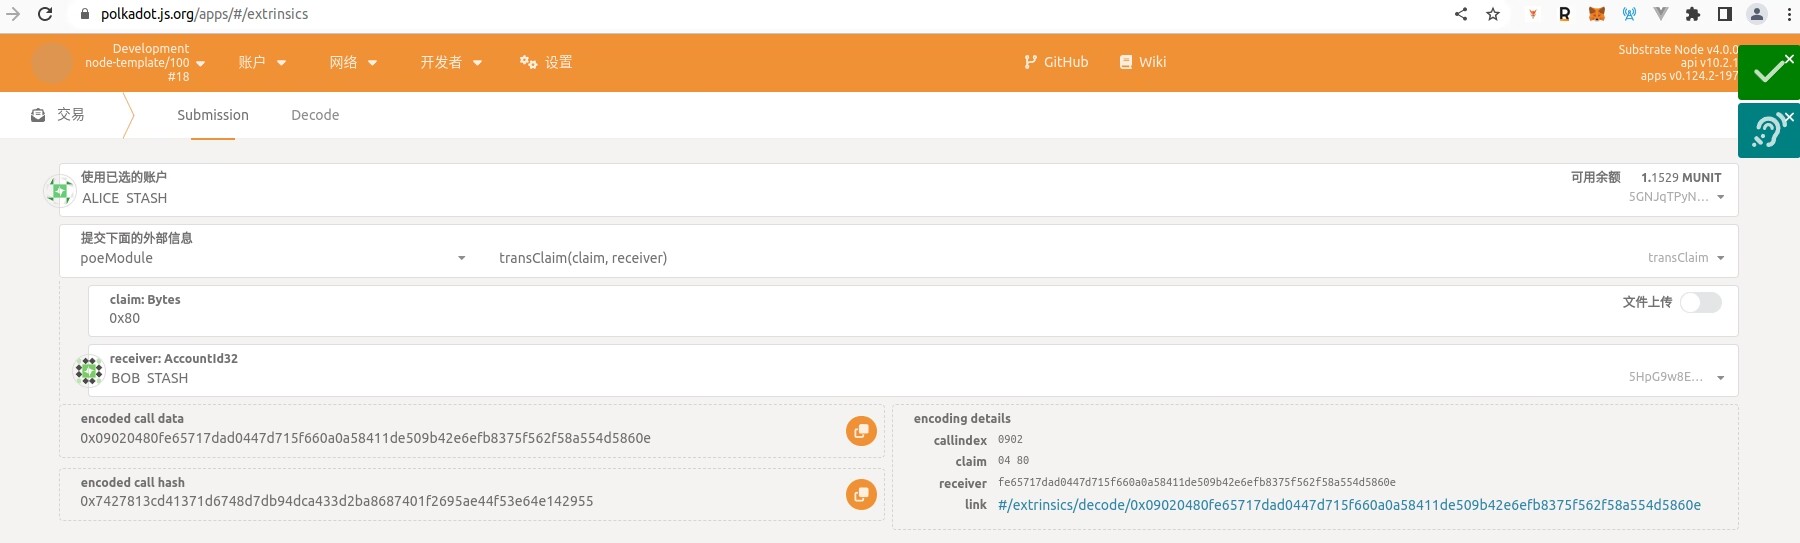 polkadot.js.org/apps/#/extrinsics
Development
node-template/100
#18
账户
网络
开发者
设置
GitHub
Wiki
Substrate Node v4.0.0
api v10.2.1
apps v0.124.2-197
交易
Submission
Decode
使用已选的账户
ALICE STASH
可用余额 1.1529 MUNIT
5GNJqTPyN...
提交下面的外部信息
poeModule
transClaim(claim, receiver)
transClaim
claim: Bytes
0x80
文件上传
receiver: AccountId32
BOB STASH
5HpG9w8E...
encoded call data
0x09020480fe65717dad0447d715f660a0a58411de509b42e6efb8375f562f58a554d5860e
encoded call hash
0x7427813cd41371d6748d7db94dca433d2ba8687401f2695ae44f53e64e142955
encoding details
callindex 0902
claim 04 80
receiver fe65717dad0447d715f660a0a58411de509b42e6efb8375f562f58a554d5860e
link #/extrinsics/decode/0x09020480fe65717dad0447d715f660a0a58411de509b42e6efb8375f562f58a554d5860e